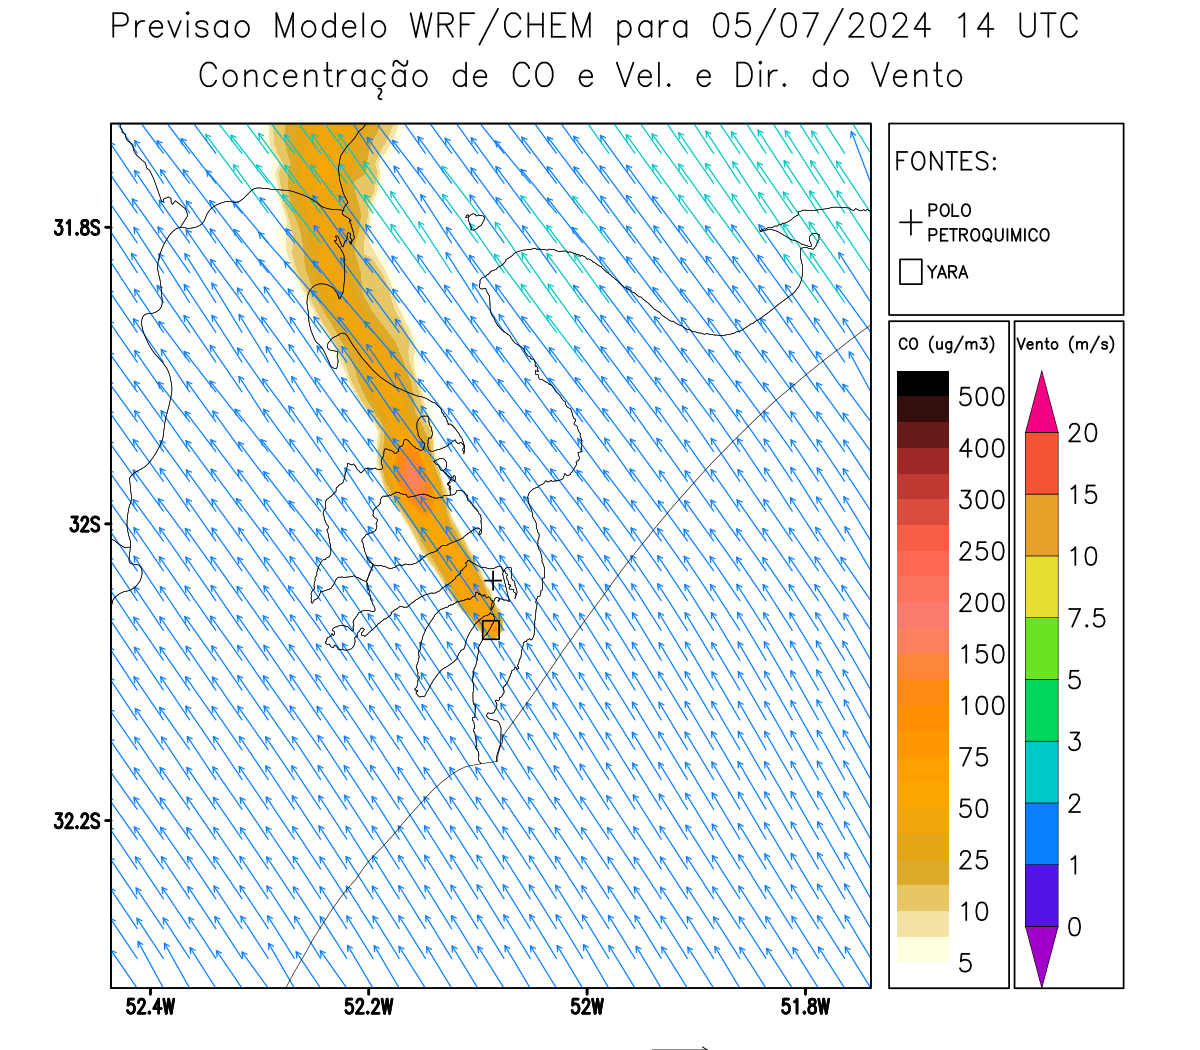 Previsao Modelo WRF/CHEM para 05/07/2024 14 UTC
Concentração de CO e Vel. e Dir. do Vento
FONTES:
POLO
PETROQUIMICO
YARA
CO (ug/m3)
500
400
300
250
200
150
100
75
50
25
10
5
Vento (m/s)
20
15
10
7.5
5
3
2
1
0
31.8S
32S
32.2S
52.4W
52.2W
52W
51.8W